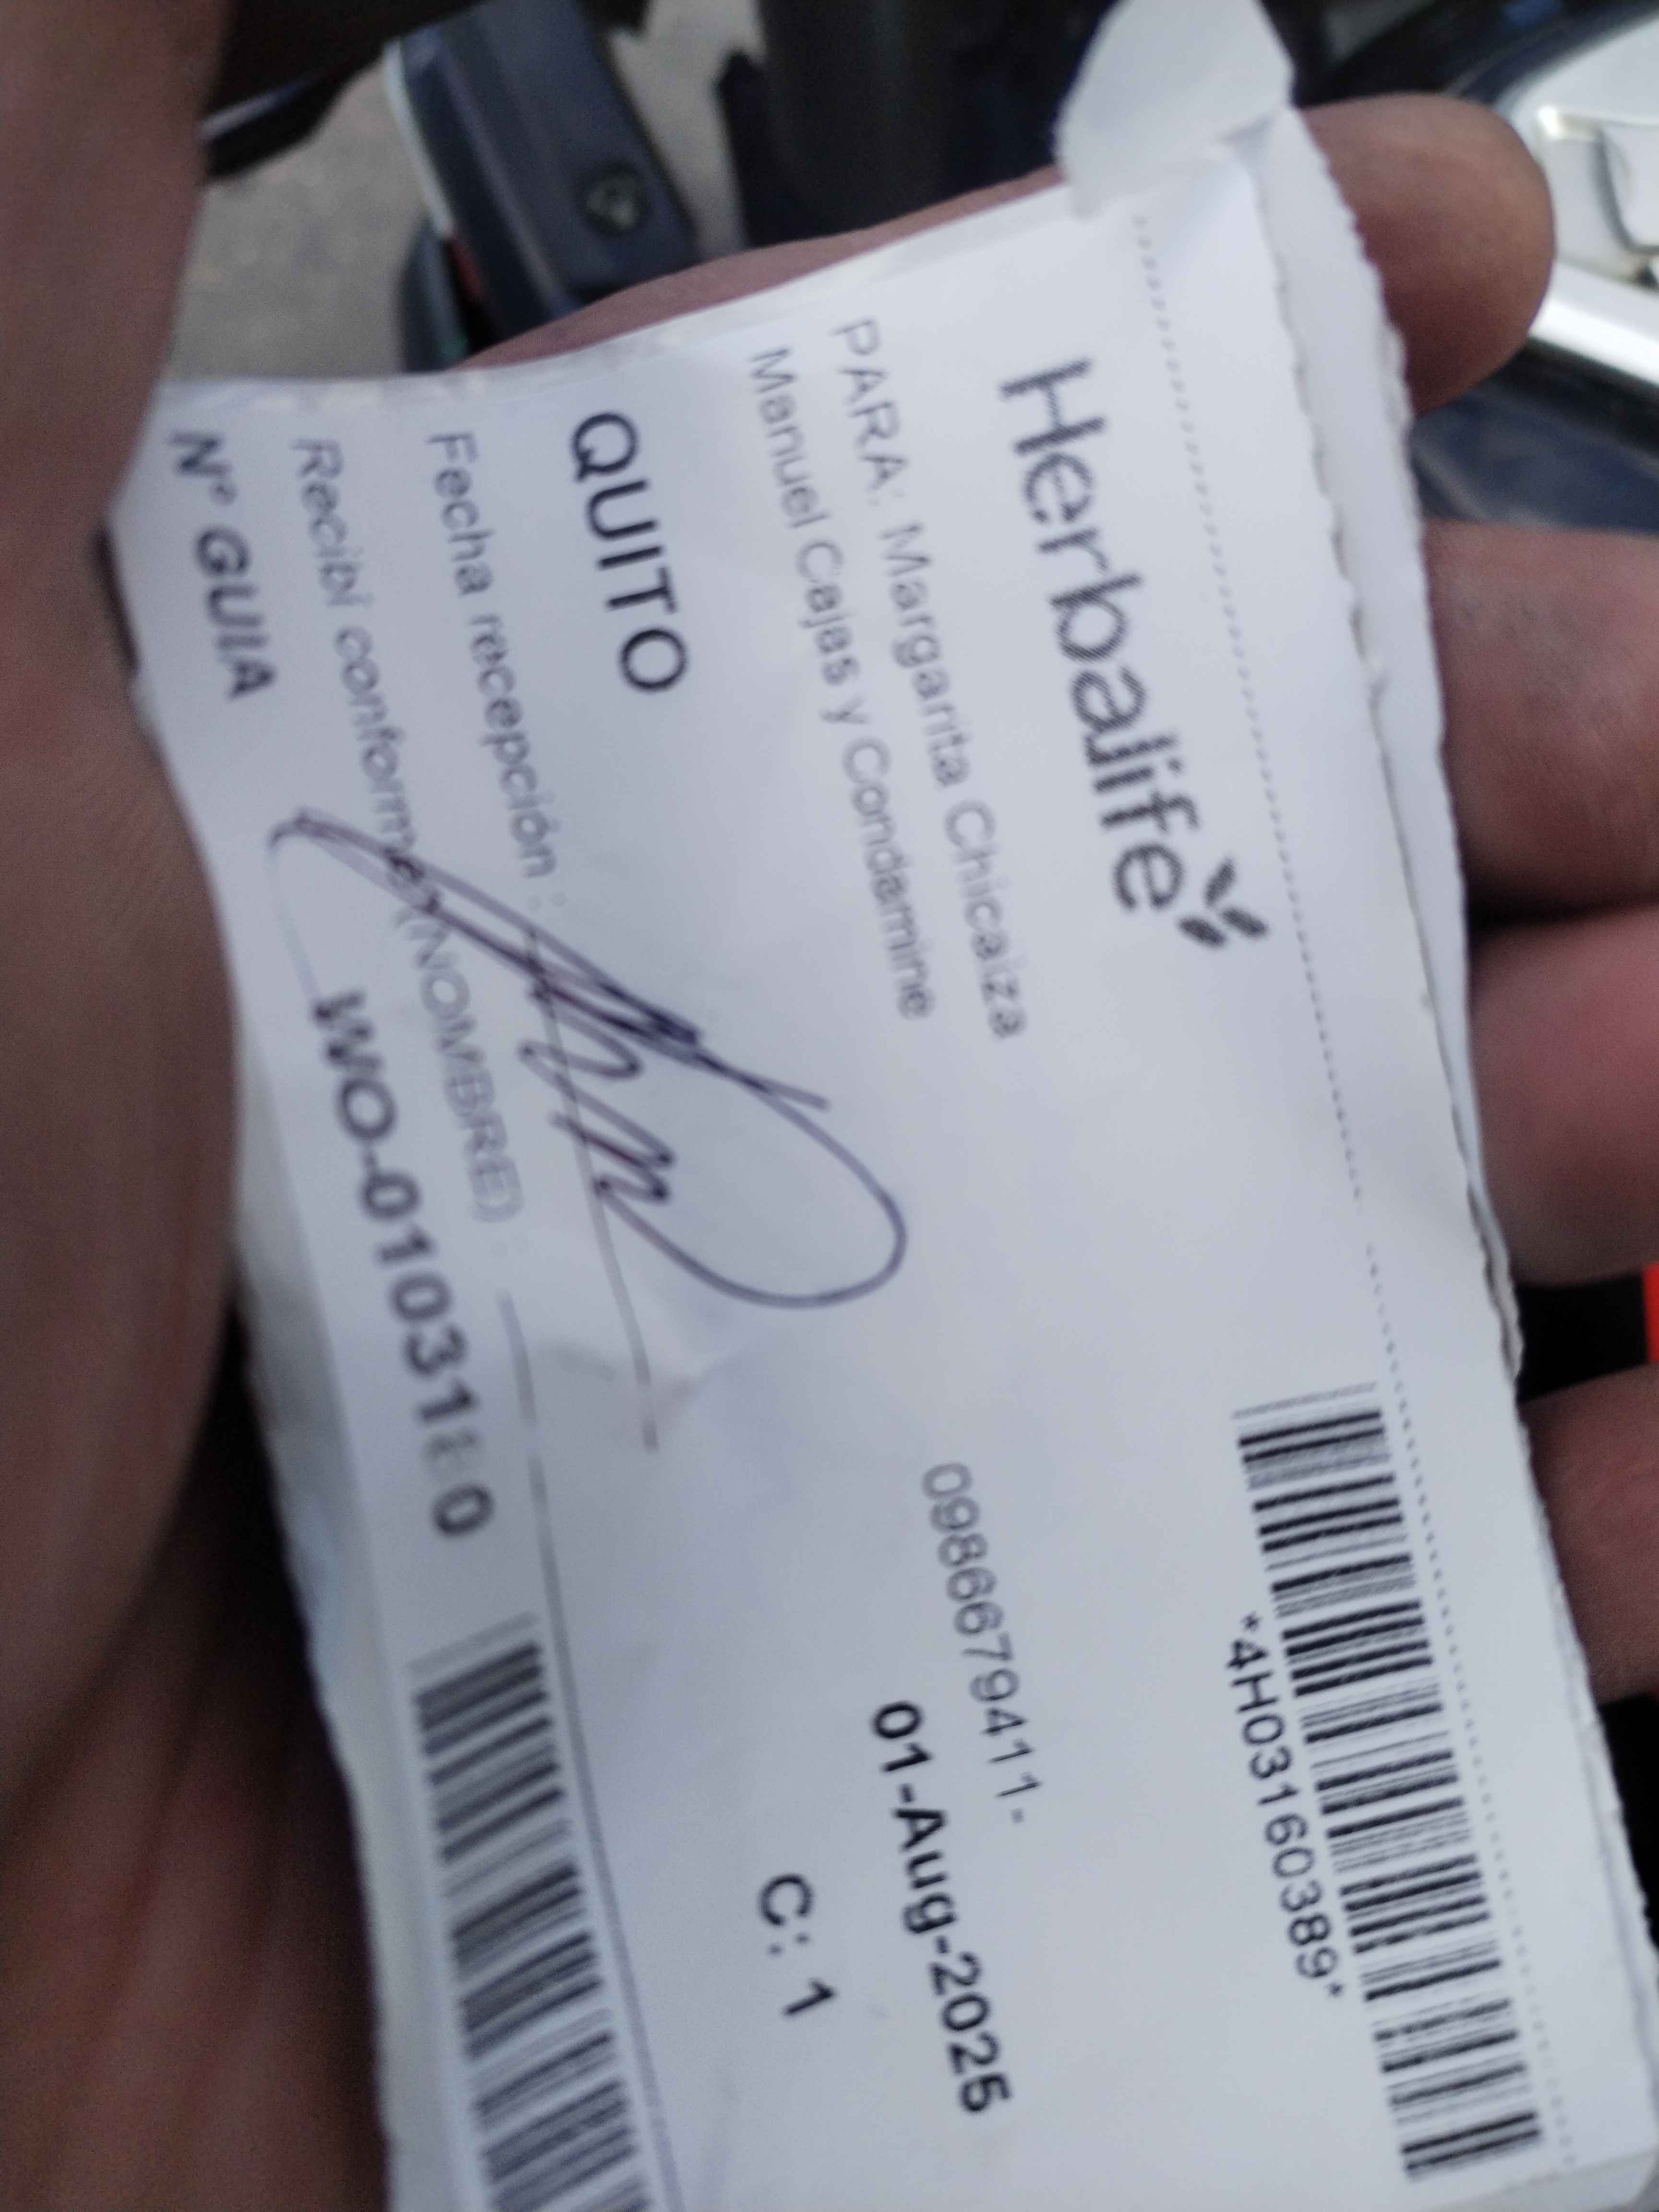 Herbalife
*4H03160389*
PARA: Margarita Chicaiza
0986679411-
Manuel Cajas y Condamine
01-Aug-2025
QUITO
C: 1
Fecha recepción :
Recibí conforme (NOMBRE) :
N° GUIA